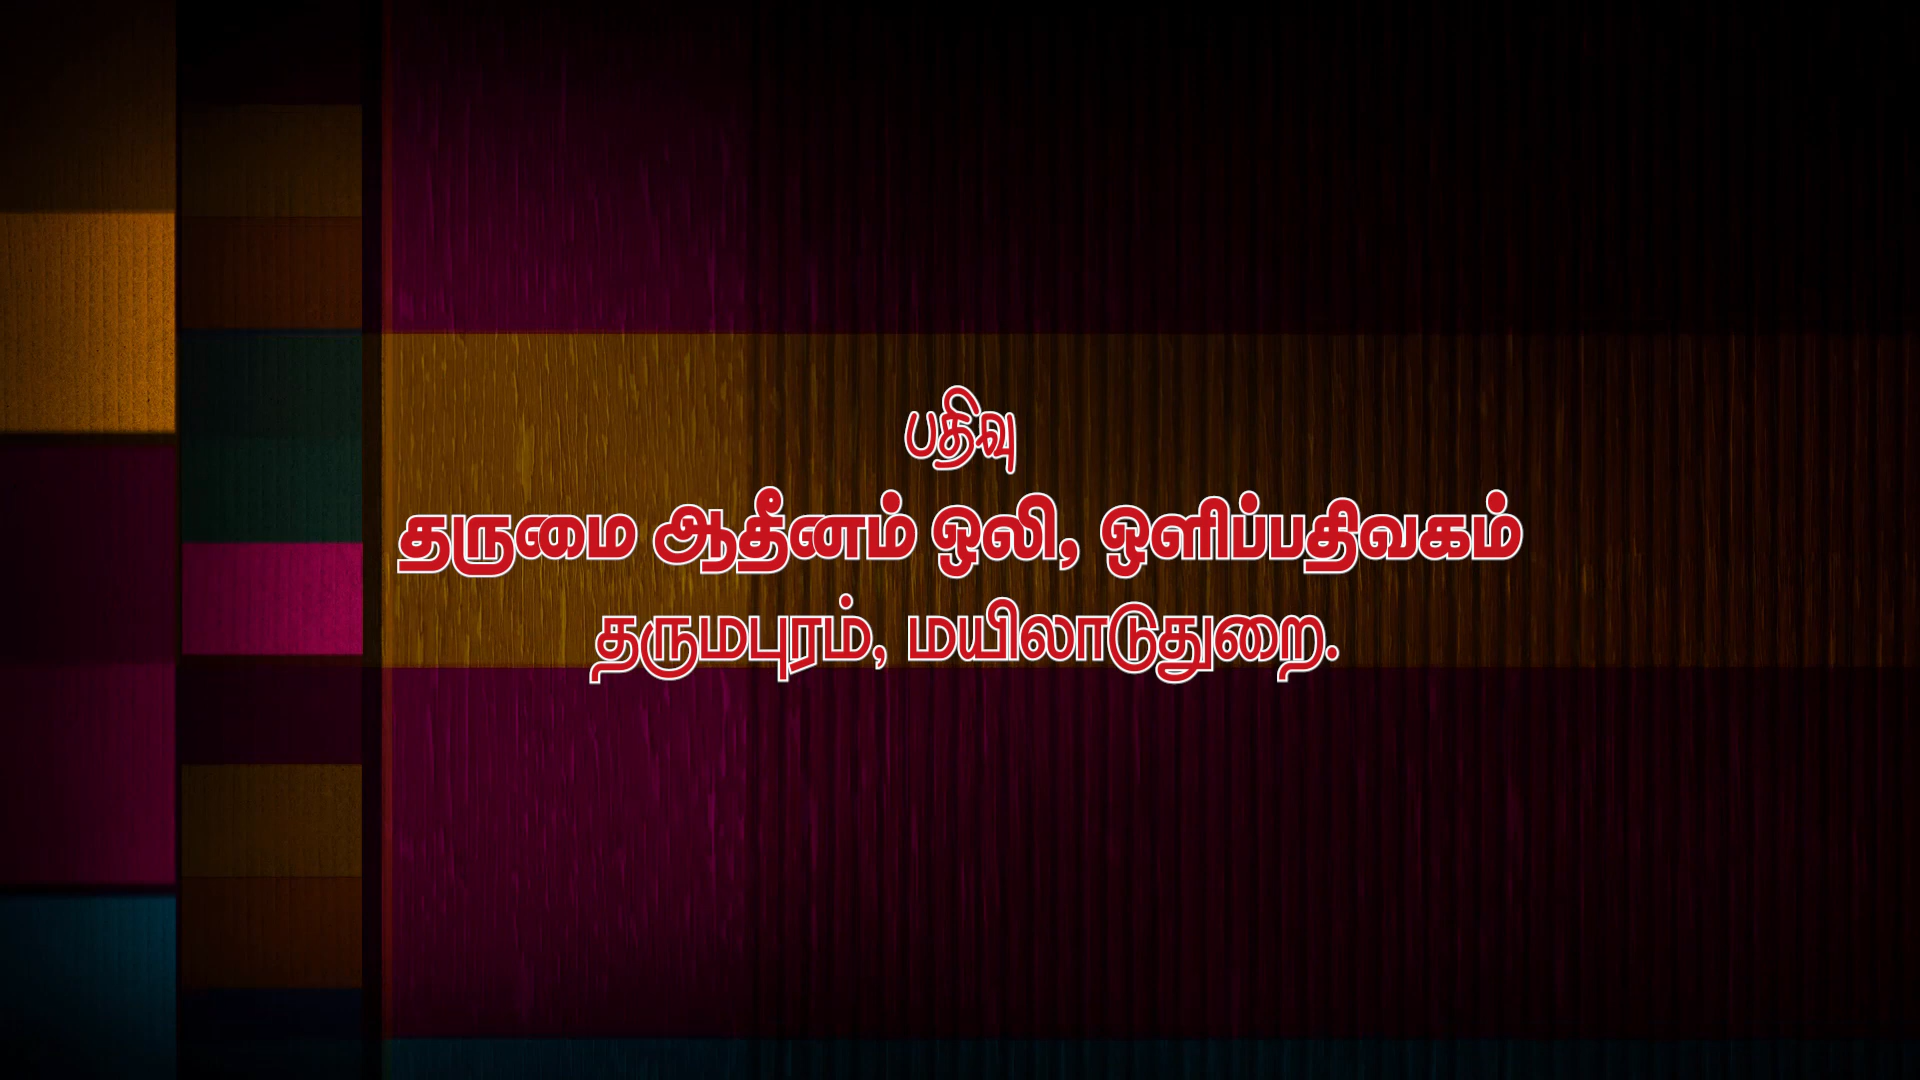 பதிவு
தருமை ஆதீனம் ஒலி, ஒளிப்பதிவகம்
தருமபுரம், மயிலாடுதுறை.